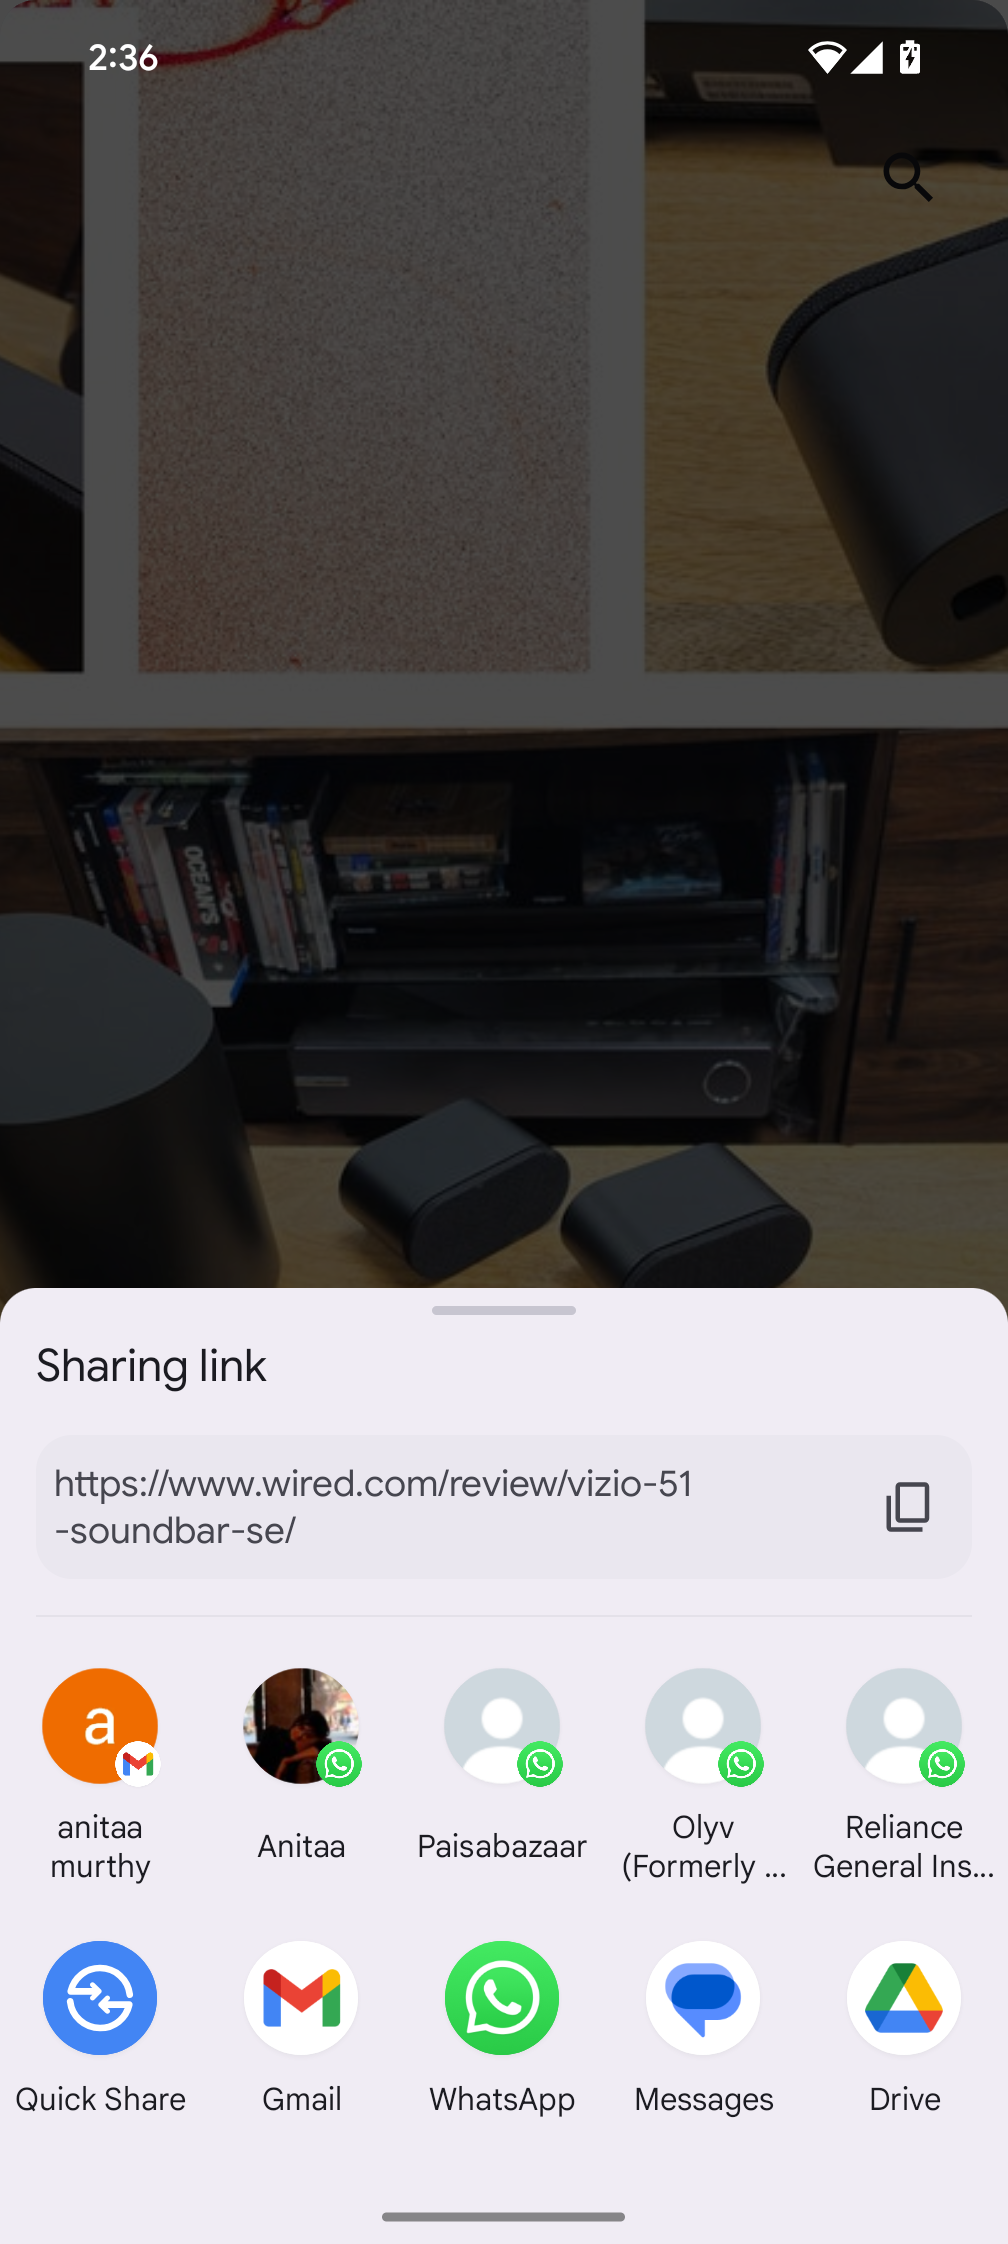 2:36
OCEAN'S
Sharing link
https://www.wired.com/review/vizio-51
-soundbar-se/
a
anitaa
murthy
Anitaa
Paisabazaar
Olyv
(Formerly ...
Reliance
General Ins...
Quick Share
Gmail
WhatsApp
Messages
Drive